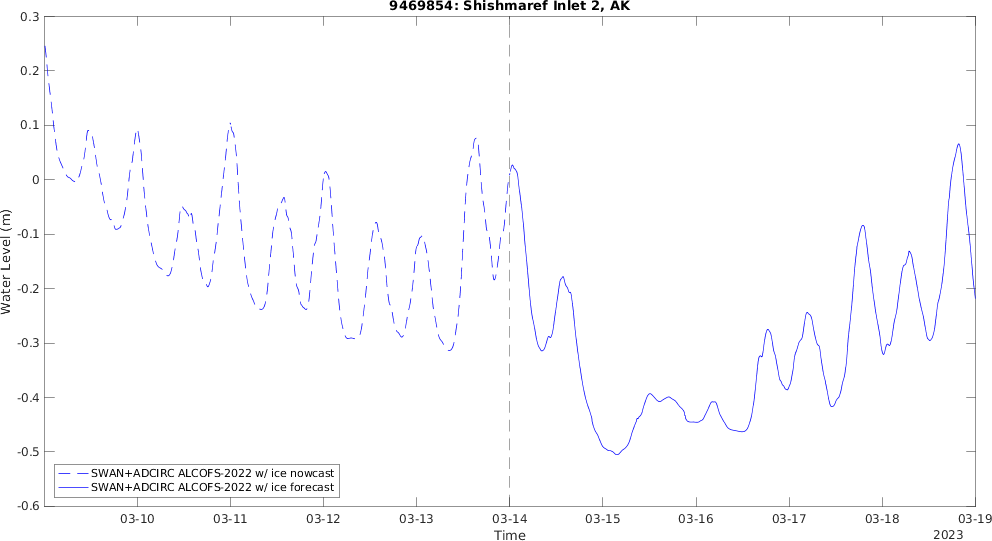 9469854: Shishmaref Inlet 2, AK
0.3
0.2
0.1
0
-0.1
-0.2
-0.3
-0.4
-0.5
-0.6
Water Level (m)
SWAN+ADCIRC ALCOFS-2022 w/ ice nowcast
SWAN+ADCIRC ALCOFS-2022 w/ ice forecast
03-10 03-11 03-12 03-13 03-14 03-15 03-16 03-17 03-18 03-19
Time
2023